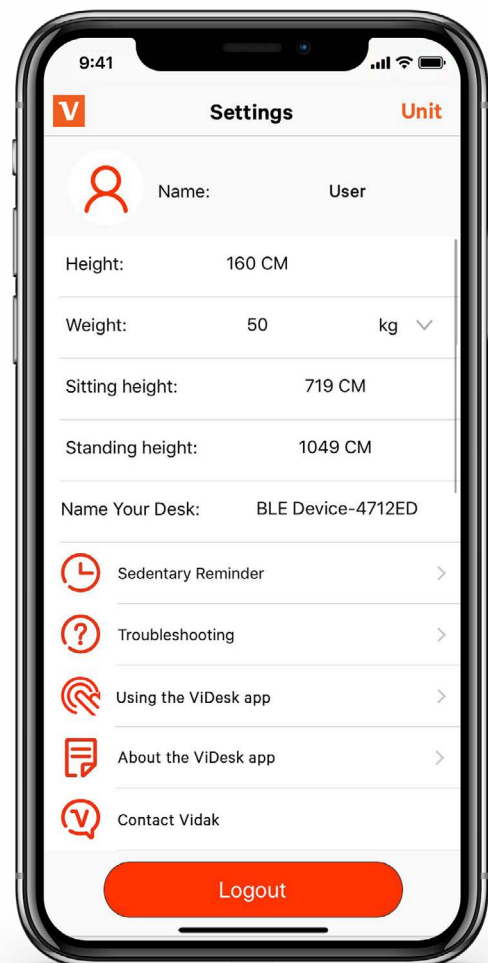 9:41
V Settings Unit
Name: User
Height: 160 CM
Weight: 50 kg
Sitting height: 719 CM
Standing height: 1049 CM
Name Your Desk: BLE Device-4712ED
Sedentary Reminder
? Troubleshooting
Using the ViDesk app
About the ViDesk app
V Contact Vidak
Logout